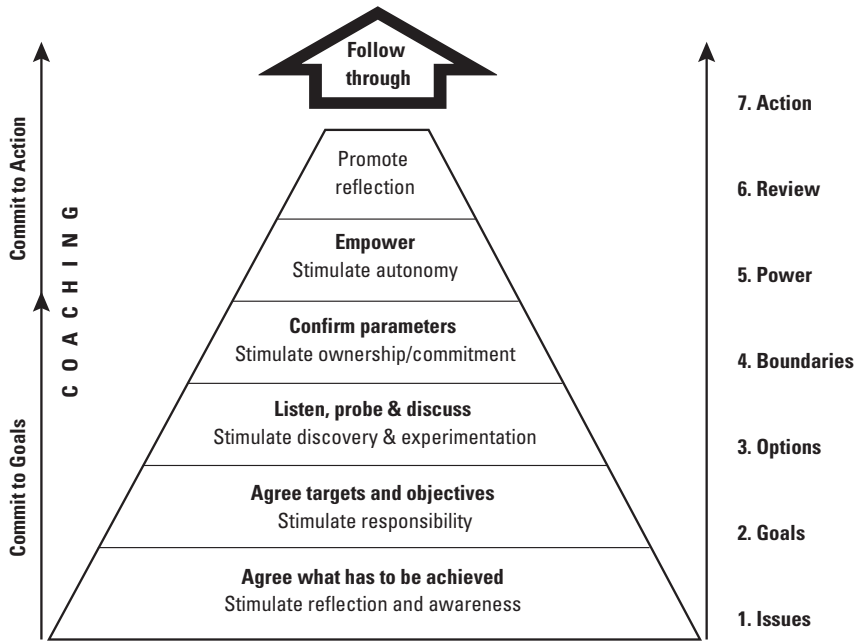 Follow
through
Promote
reflection
Empower
Stimulate autonomy
Confirm parameters
Stimulate ownership/commitment
Listen, probe & discuss
Stimulate discovery & experimentation
Agree targets and objectives
Stimulate responsibility
Agree what has to be achieved
Stimulate reflection and awareness
Commit to Action
Commit to Goals
COACHING
7. Action
6. Review
5. Power
4. Boundaries
3. Options
2. Goals
1. Issues